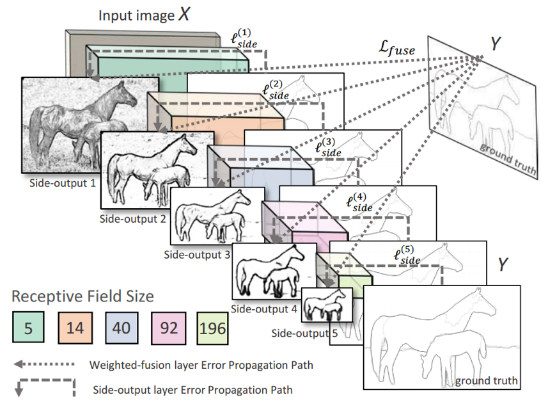 Input image X
ℓ_side^(1)
ℒ_fuse
Y
ℓ_side^(2)
ground truth
ℓ_side^(3)
Side-output 1
ℓ_side^(4)
Side-output 2
ℓ_side^(5)
Side-output 3
Y
Side-output 4
Receptive Field Size
5 14 40 92 196
Side-output 5
Weighted-fusion layer Error Propagation Path
ground truth
Side-output layer Error Propagation Path